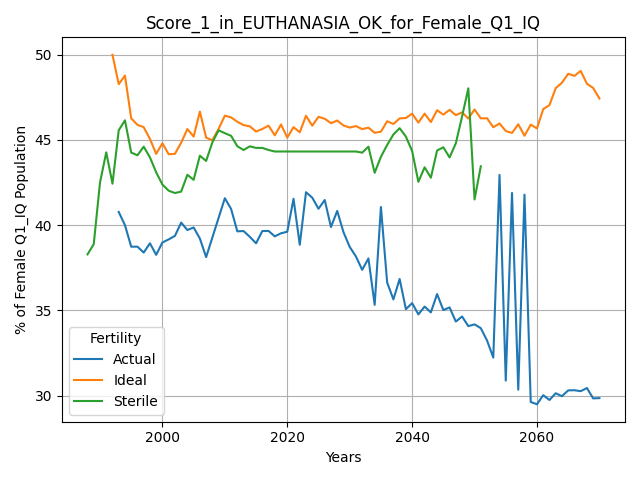 Score_1_in_EUTHANASIA_OK_for_Female_Q1_IQ
% of Female Q1_IQ Population
50
45
40
35
30
Fertility
Actual
Ideal
Sterile
2000
2020
2040
2060
Years